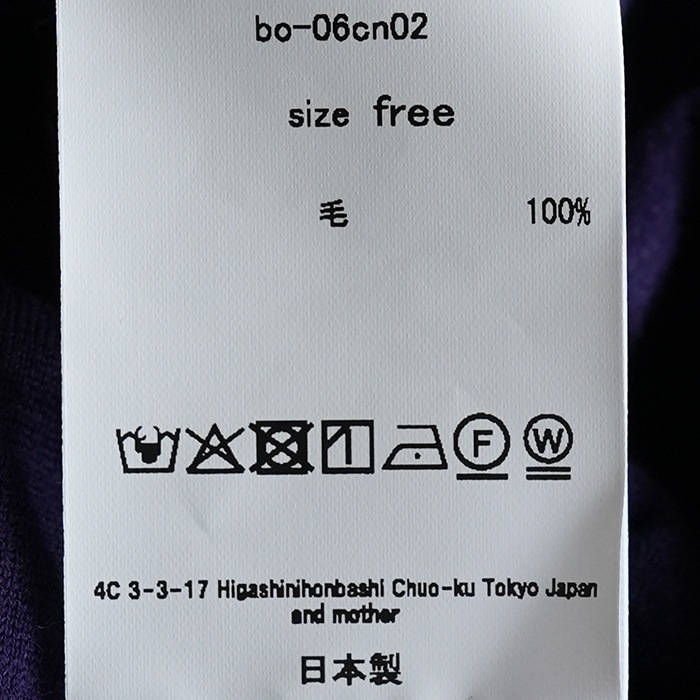 bo-06cn02
size free
毛 100%
F W
4C 3-3-17 Higashinihonbashi Chuo-ku Tokyo Japan
and mother
日本製